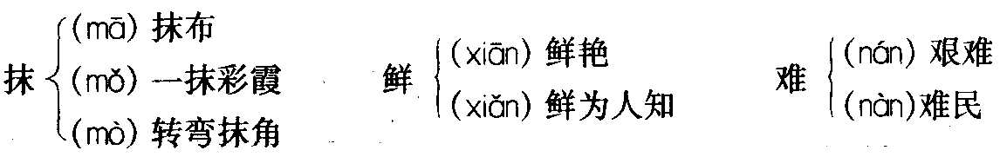 抹 (mā) 抹布
(mǒ) 一抹彩霞
(mò) 转弯抹角
鲜 (xiān) 鲜艳
(xiǎn) 鲜为人知
难 (nán) 艰难
(nàn) 难民